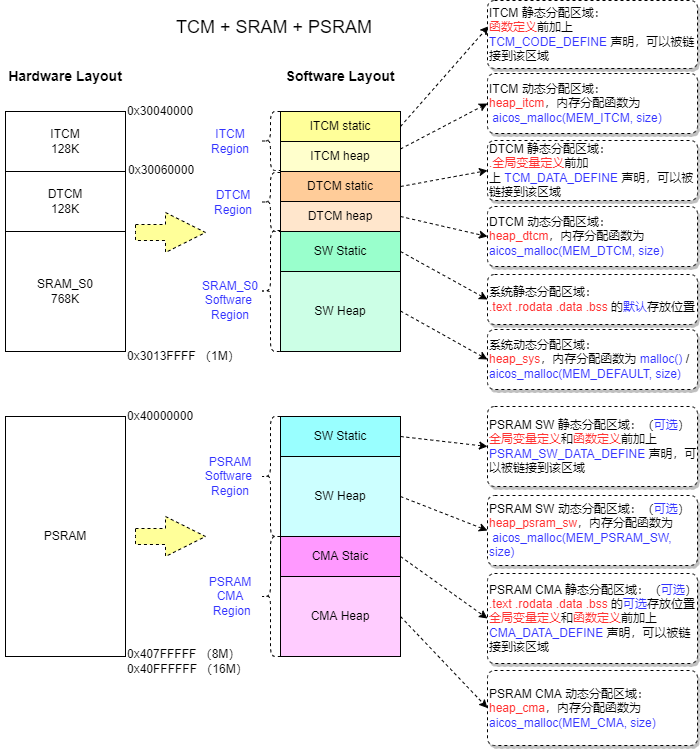 TCM + SRAM + PSRAM
Hardware Layout
Software Layout
0x30040000
ITCM
128K
0x30060000
DTCM
128K
SRAM_S0
768K
0x3013FFFF （1M）
ITCM
Region
DTCM
Region
SRAM_S0
Software
Region
ITCM static
ITCM heap
DTCM static
DTCM heap
SW Static
SW Heap
ITCM 静态分配区域：
函数定义前加上
TCM_CODE_DEFINE 声明，可以被链
接到该区域
ITCM 动态分配区域：
heap_itcm，内存分配函数为
aicos_malloc(MEM_ITCM, size)
DTCM 静态分配区域：
.全局变量定义前加
上 TCM_DATA_DEFINE 声明，可以被
链接到该区域
DTCM 动态分配区域：
heap_dtcm，内存分配函数为
aicos_malloc(MEM_DTCM, size)
系统静态分配区域：
.text .rodata .data .bss 的默认存放位置
系统动态分配区域：
heap_sys，内存分配函数为 malloc() /
aicos_malloc(MEM_DEFAULT, size)
0x40000000
PSRAM
0x407FFFFF （8M）
0x40FFFFFF （16M）
PSRAM
Software
Region
PSRAM
CMA
Region
SW Static
SW Heap
CMA Staic
CMA Heap
PSRAM SW 静态分配区域：（可选）
全局变量定义和函数定义前加上
PSRAM_SW_DATA_DEFINE 声明，可
以被链接到该区域
PSRAM SW 动态分配区域：（可选）
heap_psram_sw，内存分配函数为
aicos_malloc(MEM_PSRAM_SW,
size)
PSRAM CMA 静态分配区域：（可选）
.text .rodata .data .bss 的可选存放位置
全局变量定义和函数定义前加上
CMA_DATA_DEFINE 声明，可以被链
接到该区域
PSRAM CMA 动态分配区域：
heap_cma，内存分配函数为
aicos_malloc(MEM_CMA, size)